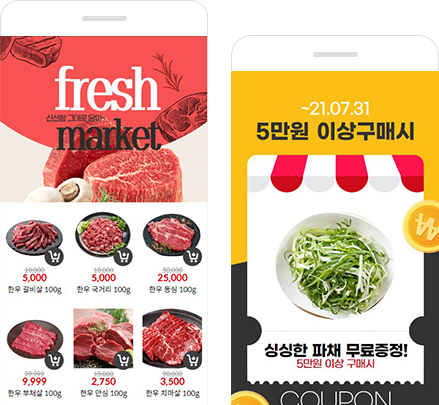 fresh
신선함 그대로 담아
market
10,000
5,000
한우 갈비살 100g
10,000
5,000
한우 국거리 100g
50,000
25,000
한우 등심 100g
99,999
9,999
한우 부채살 100g
15,000
2,750
한우 안심 100g
90,000
3,500
한우 치마살 100g
~21.07.31
5만원 이상구매시
싱싱한 파채 무료증정!
5만원 이상 구매시
COUPON